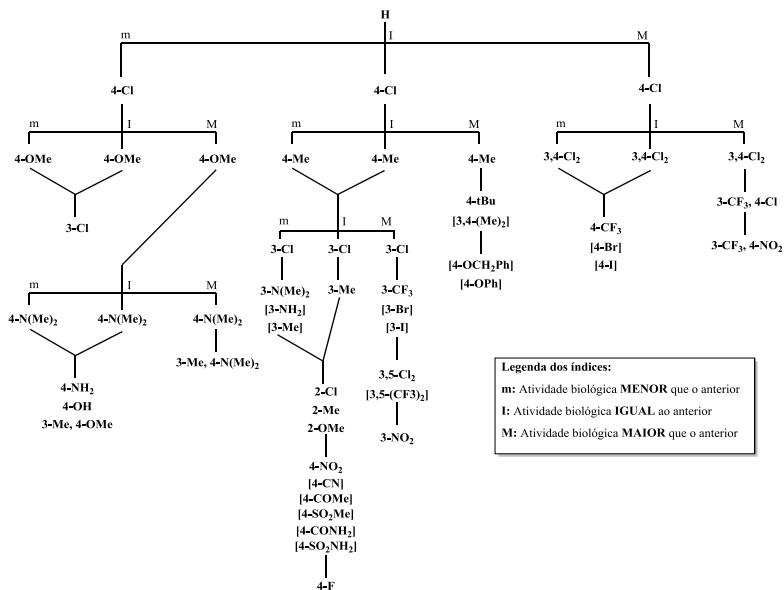 H
m I M
4-Cl 4-Cl 4-Cl
m I M m I M m I M
4-OMe 4-OMe 4-OMe 4-Me 4-Me 4-Me 3,4-Cl₂ 3,4-Cl₂ 3,4-Cl₂
3-Cl
4-tBu
[3,4-(Me)₂]
[4-OCH₂Ph]
[4-OPh]
4-CF₃
[4-Br]
[4-I]
3-CF₃, 4-Cl
3-CF₃, 4-NO₂
m I M
3-Cl 3-Cl 3-Cl
3-N(Me)₂
[3-NH₂]
[3-Me]
3-Me
3-CF₃
[3-Br]
[3-I]
3,5-Cl₂
[3,5-(CF3)₂]
3-NO₂
m I M
4-N(Me)₂ 4-N(Me)₂ 4-N(Me)₂
3-Me, 4-N(Me)₂
4-NH₂
4-OH
3-Me, 4-OMe
2-Cl
2-Me
2-OMe
4-NO₂
[4-CN]
[4-COMe]
[4-SO₂Me]
[4-CONH₂]
[4-SO₂NH₂]
4-F
Legenda dos índices:
m: Atividade biológica MENOR que o anterior
I: Atividade biológica IGUAL ao anterior
M: Atividade biológica MAIOR que o anterior